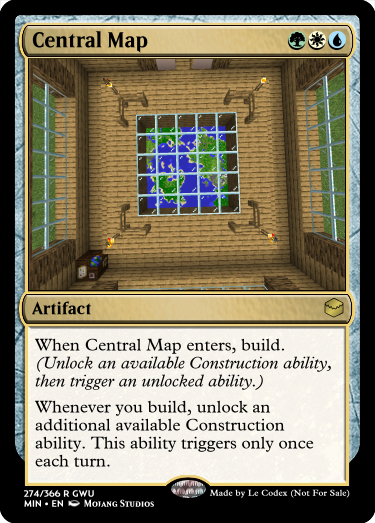 Central Map
Artifact
When Central Map enters, build.
(Unlock an available Construction ability,
then trigger an unlocked ability.)
Whenever you build, unlock an
additional available Construction
ability. This ability triggers only once
each turn.
274/366 R GWU
MIN • EN Mojang Studios
Made by Le Codex (Not For Sale)